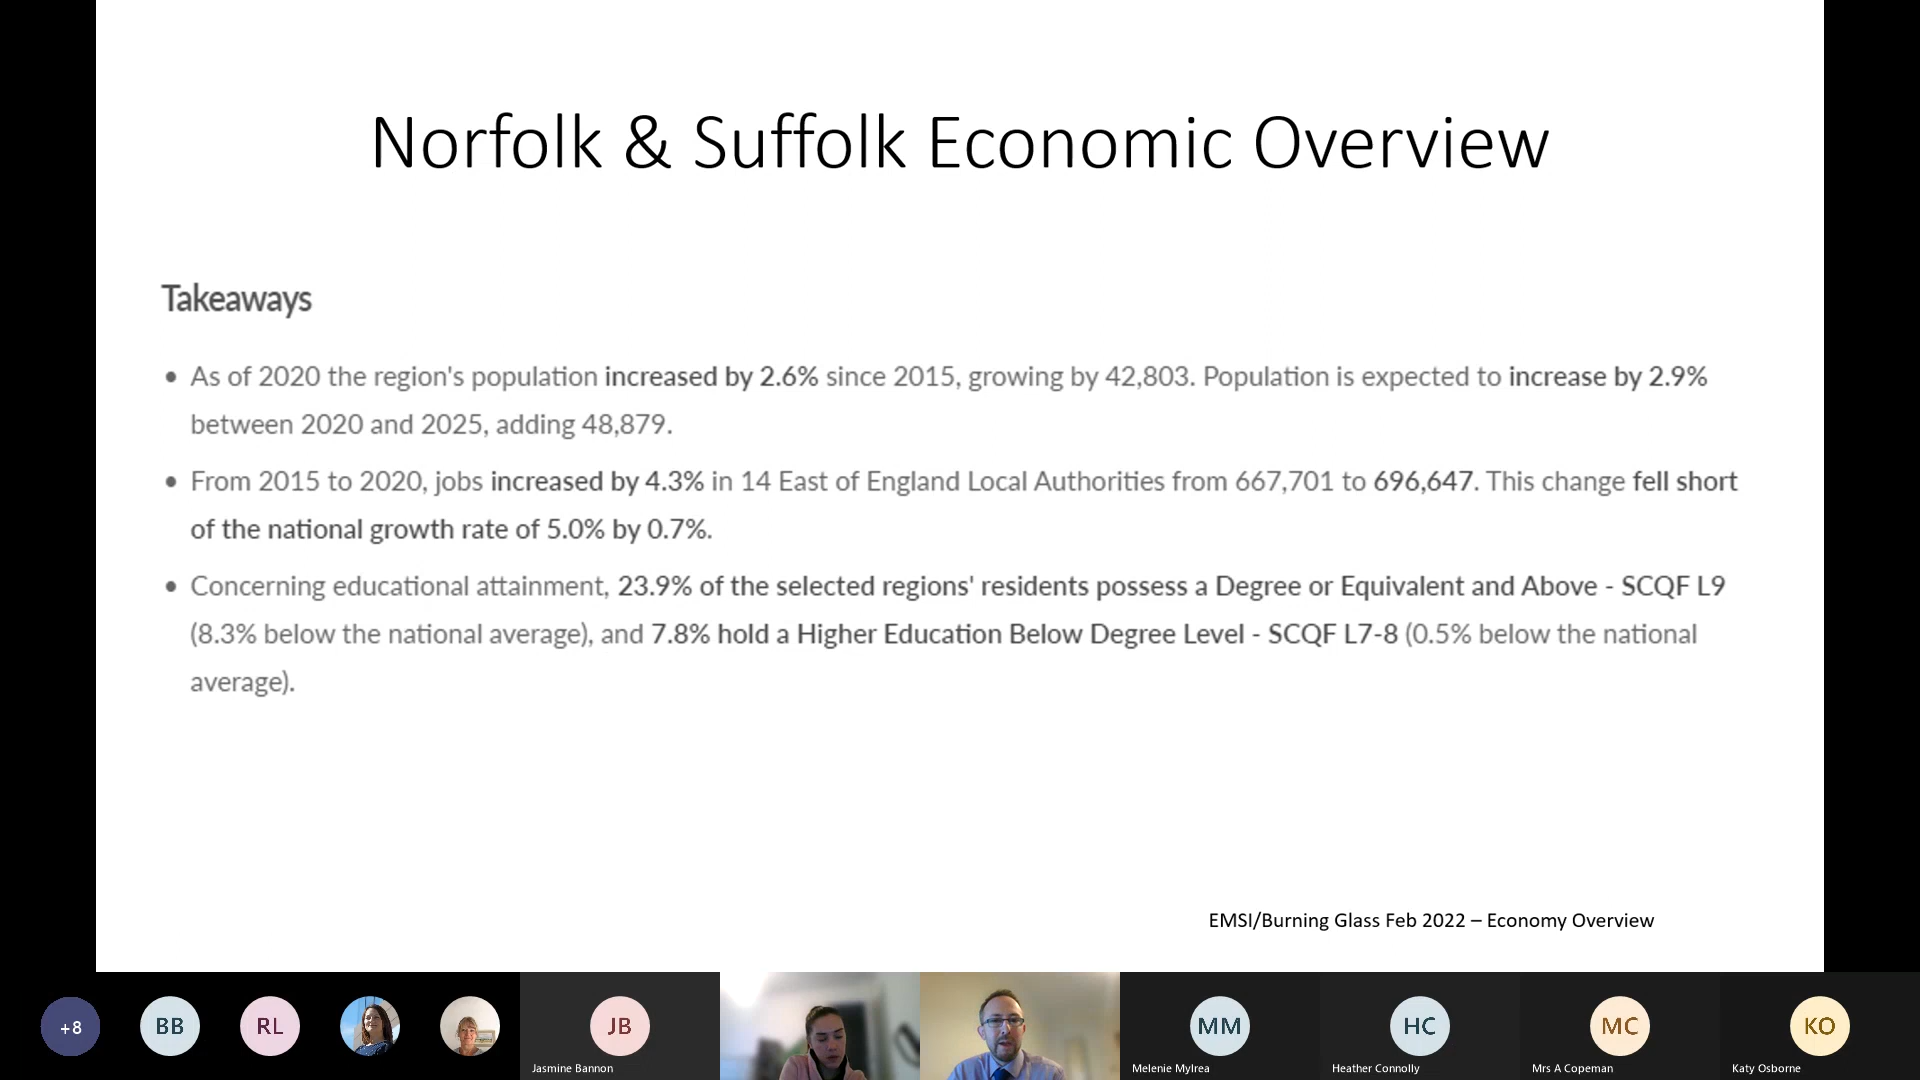 Norfolk & Suffolk Economic Overview
Takeaways
• As of 2020 the region's population increased by 2.6% since 2015, growing by 42,803. Population is expected to increase by 2.9%
between 2020 and 2025, adding 48,879.
• From 2015 to 2020, jobs increased by 4.3% in 14 East of England Local Authorities from 667,701 to 696,647. This change fell short
of the national growth rate of 5.0% by 0.7%.
• Concerning educational attainment, 23.9% of the selected regions' residents possess a Degree or Equivalent and Above - SCQF L9
(8.3% below the national average), and 7.8% hold a Higher Education Below Degree Level - SCQF L7-8 (0.5% below the national
average).
EMSI/Burning Glass Feb 2022 – Economy Overview
+8
BB
RL
JB
MM
HC
MC
KO
Jasmine Bannon
Melenie Mylrea
Heather Connolly
Mrs A Copeman
Katy Osborne